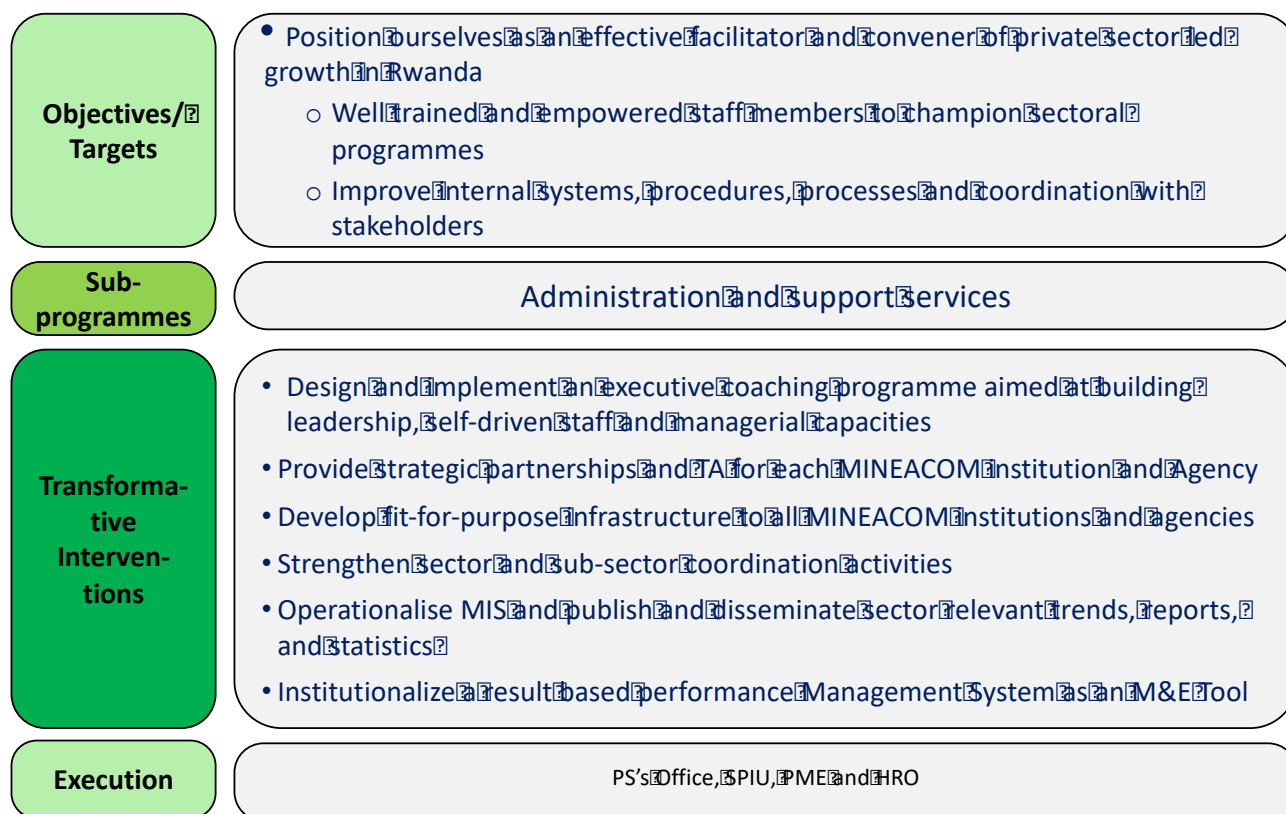 Objectives/
Targets
• Position ourselves as an effective facilitator and convener of private sector led
growth in Rwanda
o Well trained and empowered staff members to champion sectoral
programmes
o Improve internal systems, procedures, processes and coordination with
stakeholders
Sub-
programmes
Administration and support services
Transforma-
tive
Interven-
tions
• Design and implement an executive coaching programme aimed at building
leadership, self-driven staff and managerial capacities
• Provide strategic partnerships and TA for each MINEACOM institution and Agency
• Develop fit-for-purpose infrastructure to all MINEACOM institutions and agencies
• Strengthen sector and sub-sector coordination activities
• Operationalise MIS and publish and disseminate sector relevant trends, reports,
and statistics
• Institutionalize a result based performance Management System as an M&E Tool
Execution
PS's Office, SPIU, PME and HRO